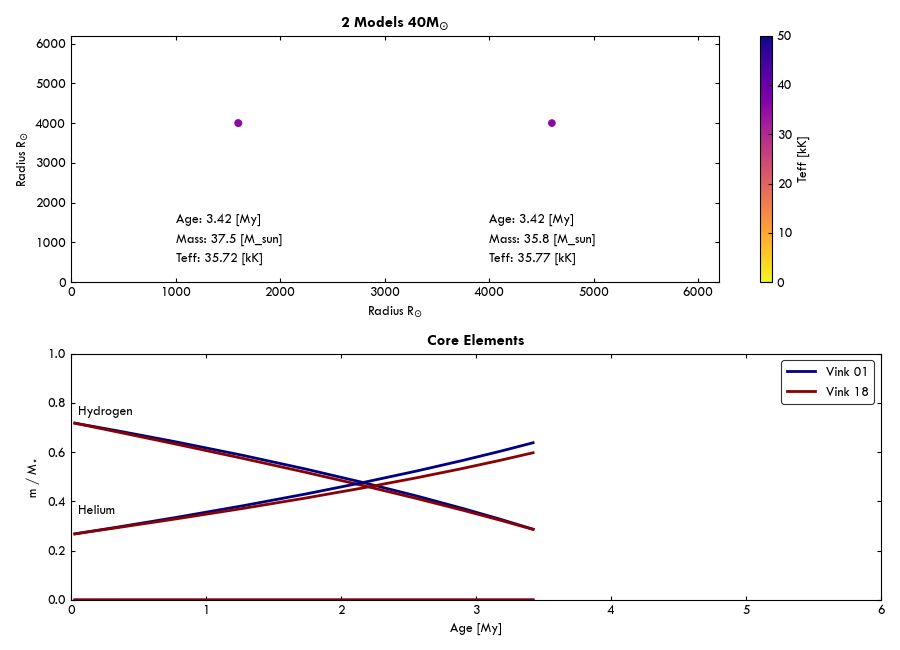 2 Models 40M⊙
6000
5000
4000
3000
2000
1000
0
Radius R⊙
Age: 3.42 [My]
Mass: 37.5 [M_sun]
Teff: 35.72 [kK]
Age: 3.42 [My]
Mass: 35.8 [M_sun]
Teff: 35.77 [kK]
0 1000 2000 3000 4000 5000 6000
Radius R⊙
50
40
30
20
10
0
Teff [kK]
Core Elements
1.0
0.8
0.6
0.4
0.2
0.0
m / M⋆
Hydrogen
Helium
Vink 01
Vink 18
0 1 2 3 4 5 6
Age [My]